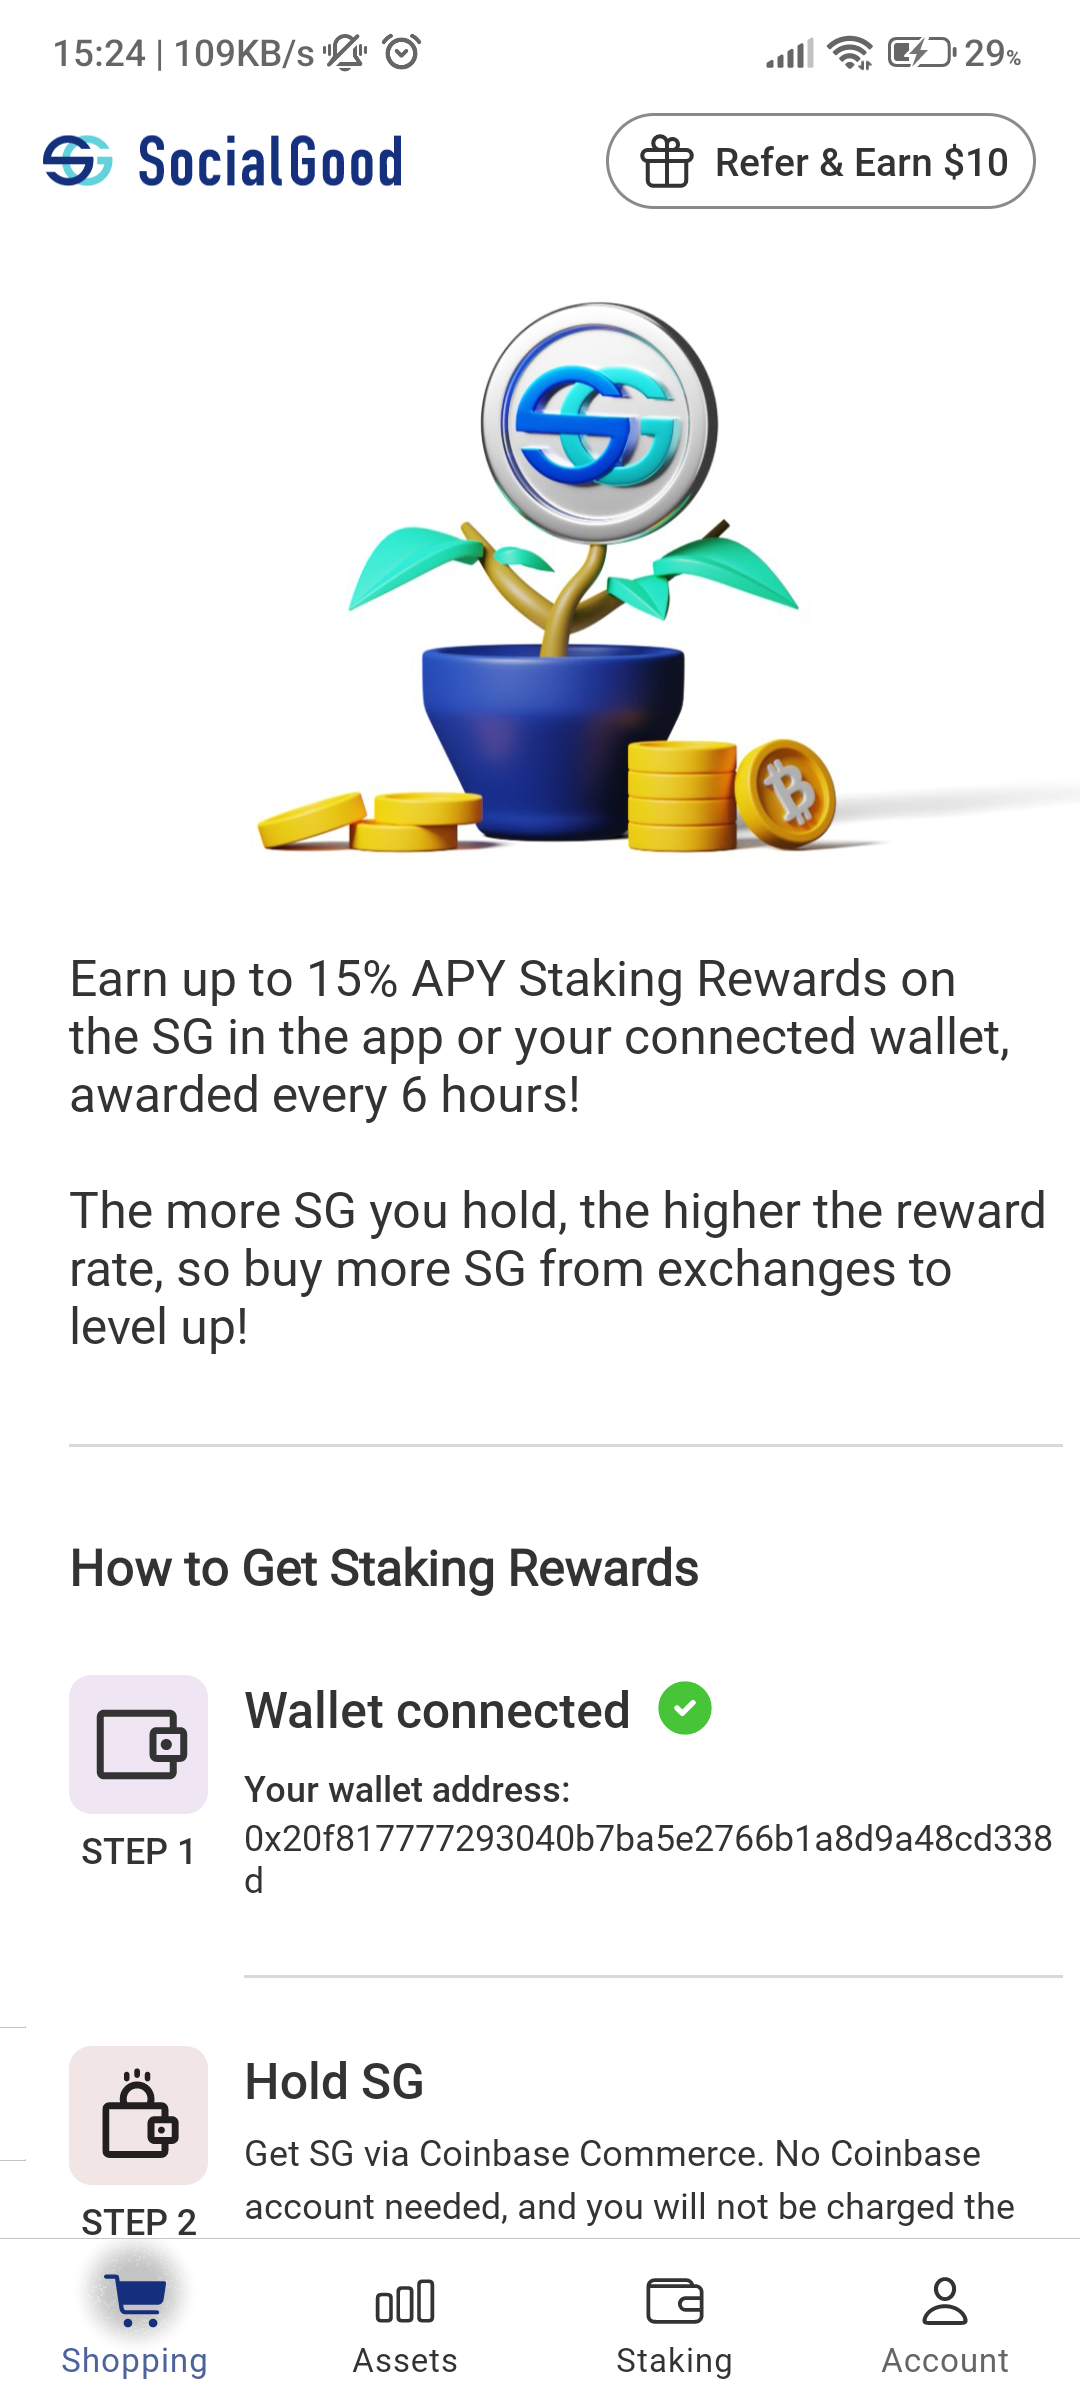 15:24 | 109KB/s
29%
SocialGood
Refer & Earn $10
Earn up to 15% APY Staking Rewards on
the SG in the app or your connected wallet,
awarded every 6 hours!
The more SG you hold, the higher the reward
rate, so buy more SG from exchanges to
level up!
How to Get Staking Rewards
Wallet connected
Your wallet address:
0x20f817777293040b7ba5e2766b1a8d9a48cd338
d
STEP 1
Hold SG
Get SG via Coinbase Commerce. No Coinbase
account needed, and you will not be charged the
STEP 2
Shopping
Assets
Staking
Account